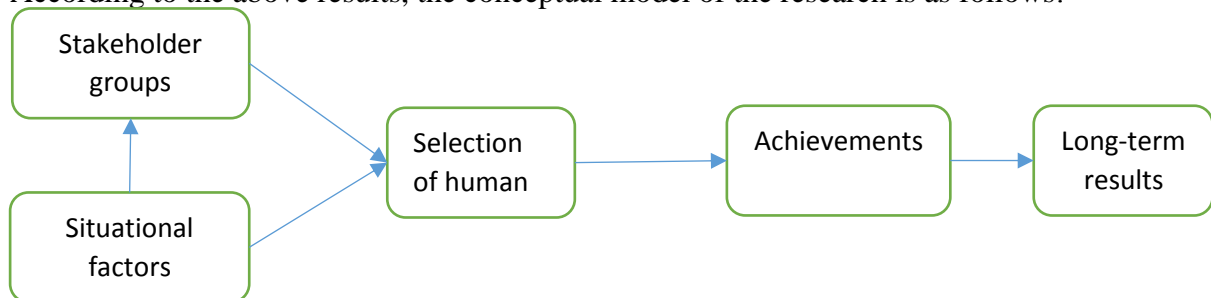 According to the above results, the conceptual model of the research is as follows:
Stakeholder
groups
Situational
factors
Selection
of human
Achievements
Long-term
results